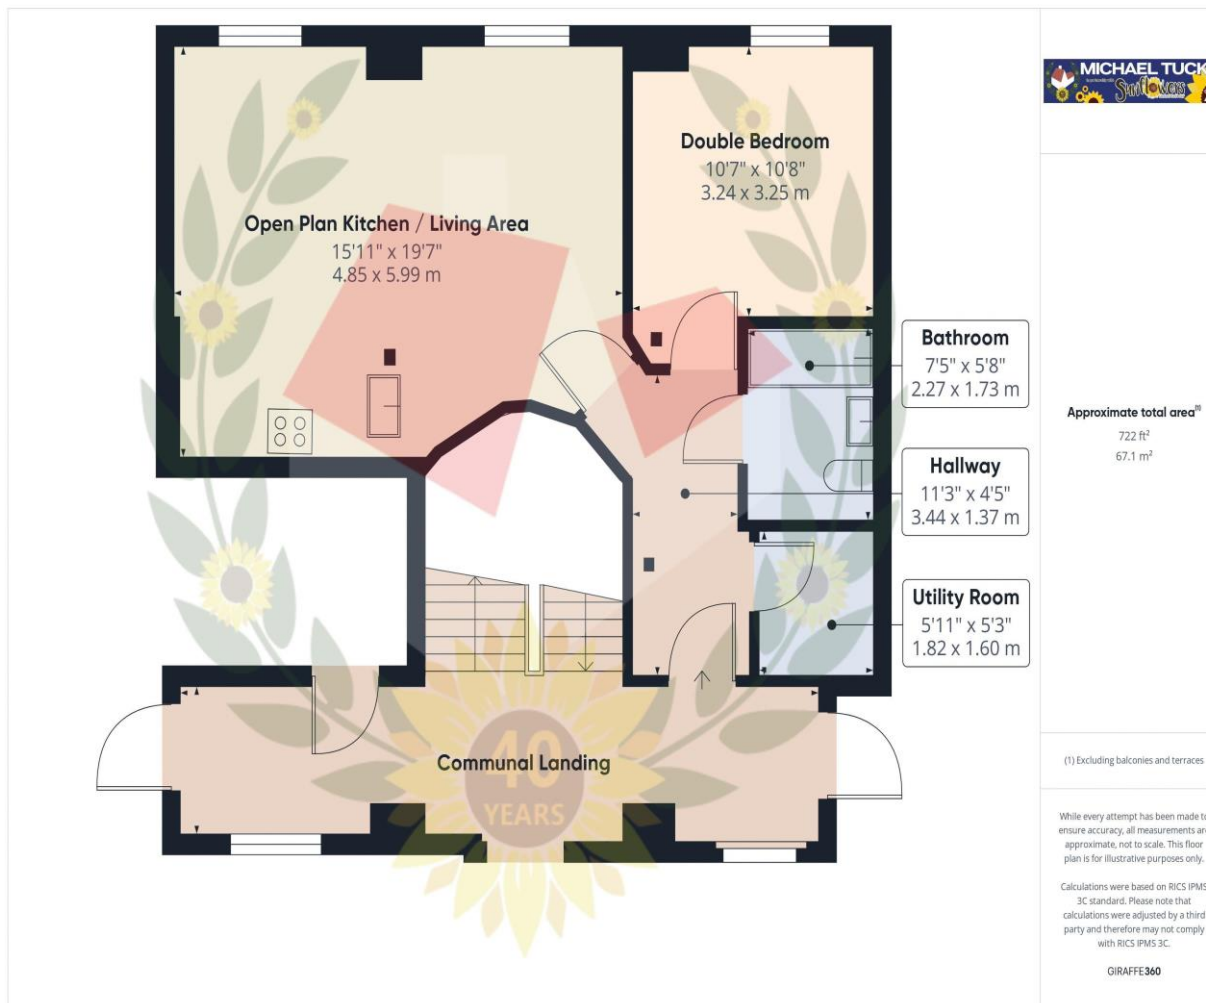 MICHAEL TUCK
Sunflowers
Double Bedroom
10'7" x 10'8"
3.24 x 3.25 m
Open Plan Kitchen / Living Area
15'11" x 19'7"
4.85 x 5.99 m
Bathroom
7'5" x 5'8"
2.27 x 1.73 m
Hallway
11'3" x 4'5"
3.44 x 1.37 m
Utility Room
5'11" x 5'3"
1.82 x 1.60 m
Communal Landing
40
YEARS
Approximate total area⁽¹⁾
722 ft²
67.1 m²
(1) Excluding balconies and terraces
While every attempt has been made to
ensure accuracy, all measurements are
approximate, not to scale. This floor
plan is for illustrative purposes only.
Calculations were based on RICS IPMS
3C standard. Please note that
calculations were adjusted by a third
party and therefore may not comply
with RICS IPMS 3C.
GIRAFFE360